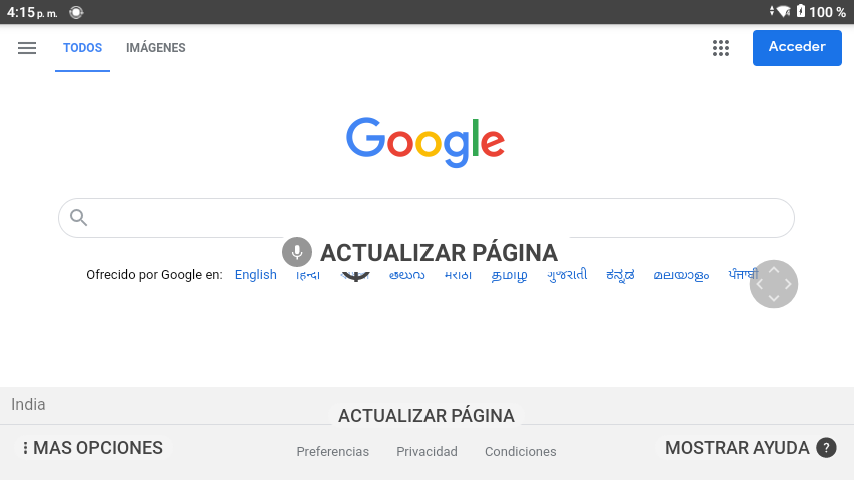 4:15 p. m. 100 %
TODOS IMÁGENES Acceder
Google
ACTUALIZAR PÁGINA
Ofrecido por Google en: English हिन्दी తెలుగు मराठी தமிழ் ગુજરાતી ಕನ್ನಡ മലയാളം ਪੰਜਾਬੀ
India
ACTUALIZAR PÁGINA
MAS OPCIONES Preferencias Privacidad Condiciones MOSTRAR AYUDA ?